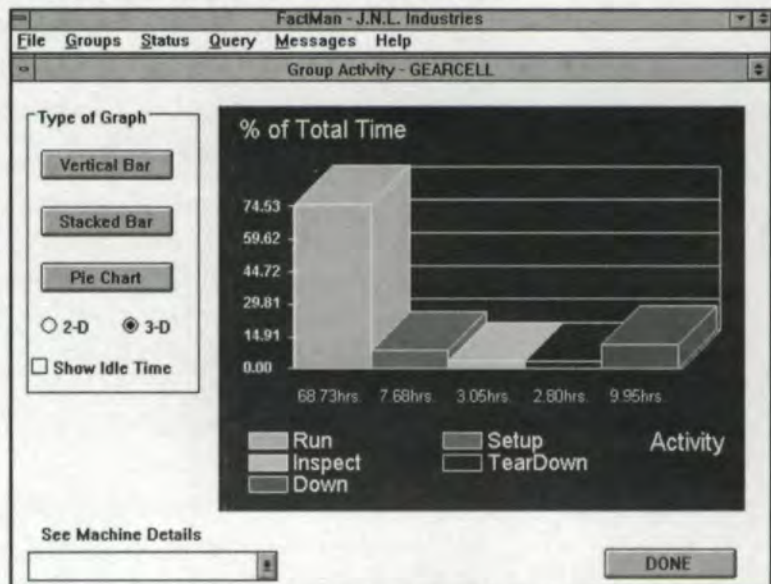 FactMan - J.N.L. Industries
File Groups Status Query Messages Help
Group Activity - GEARCELL
Type of Graph
Vertical Bar
Stacked Bar
Pie Chart
2-D 3-D
Show Idle Time
% of Total Time
74.53
59.62
44.72
29.81
14.91
0.00
68.73hrs. 7.68hrs. 3.05hrs. 2.80hrs. 9.95hrs.
Run Setup
Inspect TearDown
Down
Activity
See Machine Details
DONE